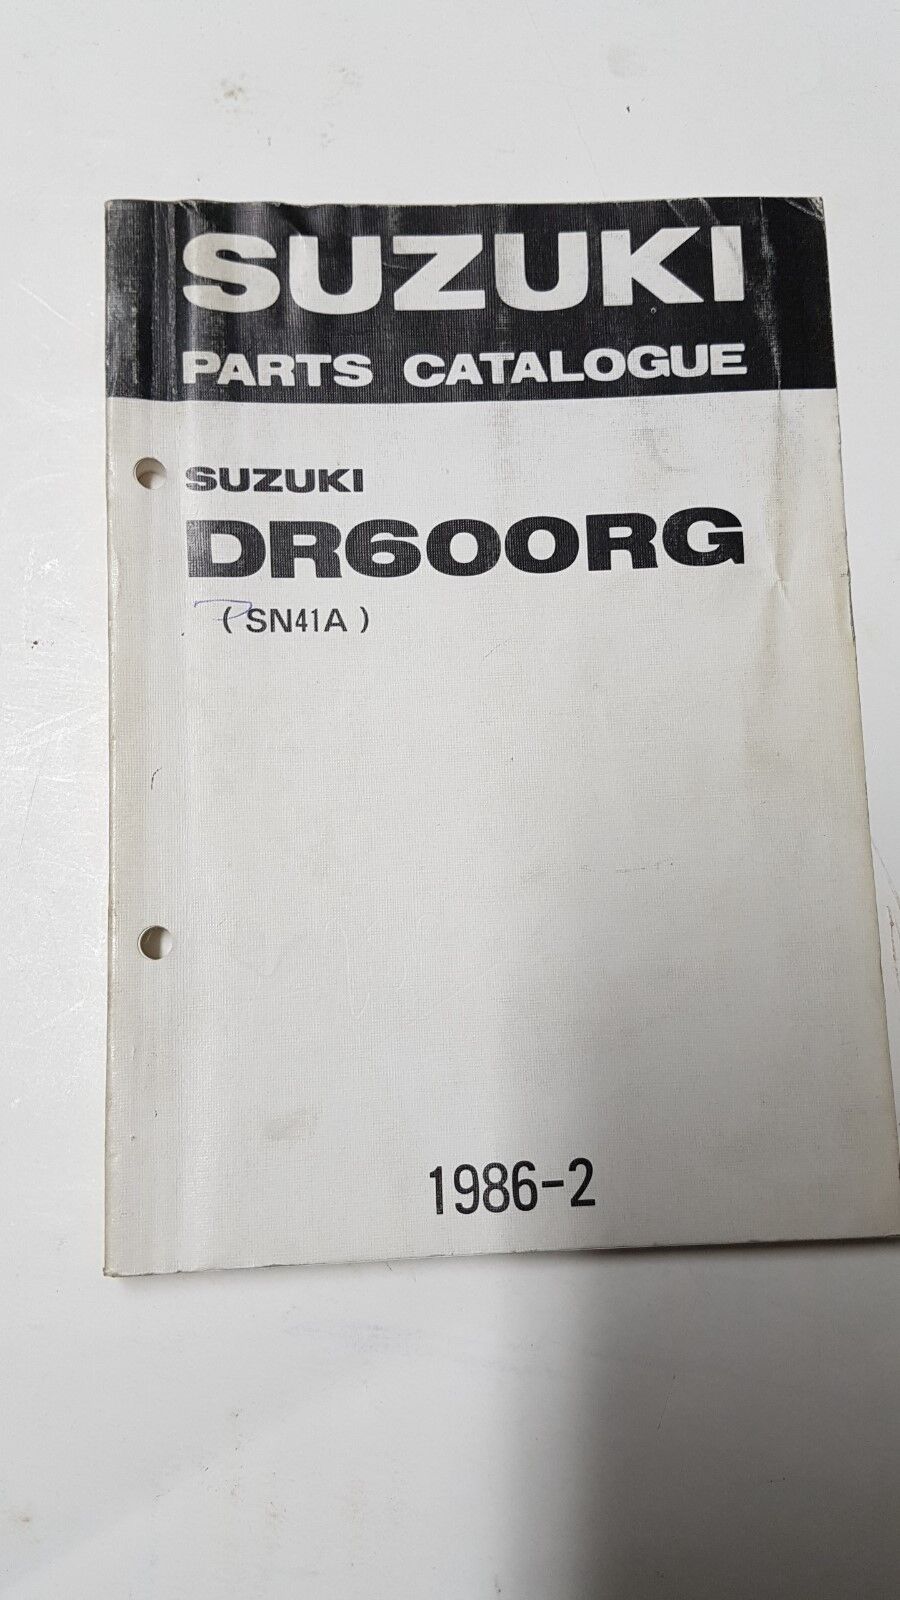 SUZUKI
PARTS CATALOGUE
SUZUKI
DR600RG
( SN41A )
1986-2